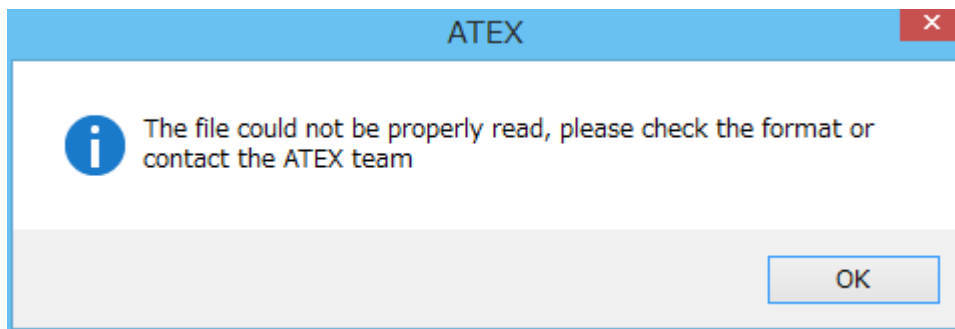 ATEX
The file could not be properly read, please check the format or
contact the ATEX team
OK